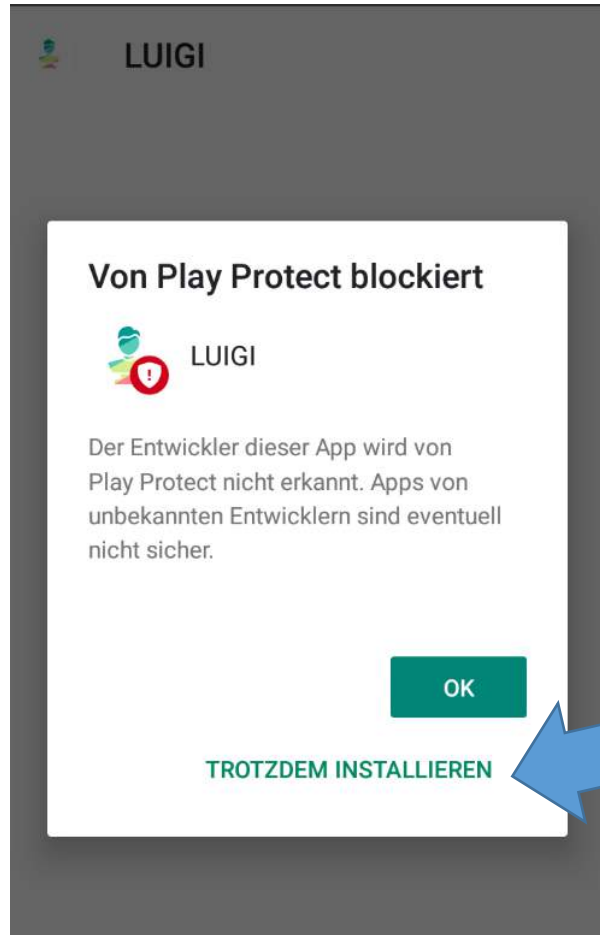 LUIGI
Von Play Protect blockiert
LUIGI
Der Entwickler dieser App wird von
Play Protect nicht erkannt. Apps von
unbekannten Entwicklern sind eventuell
nicht sicher.
OK
TROTZDEM INSTALLIEREN